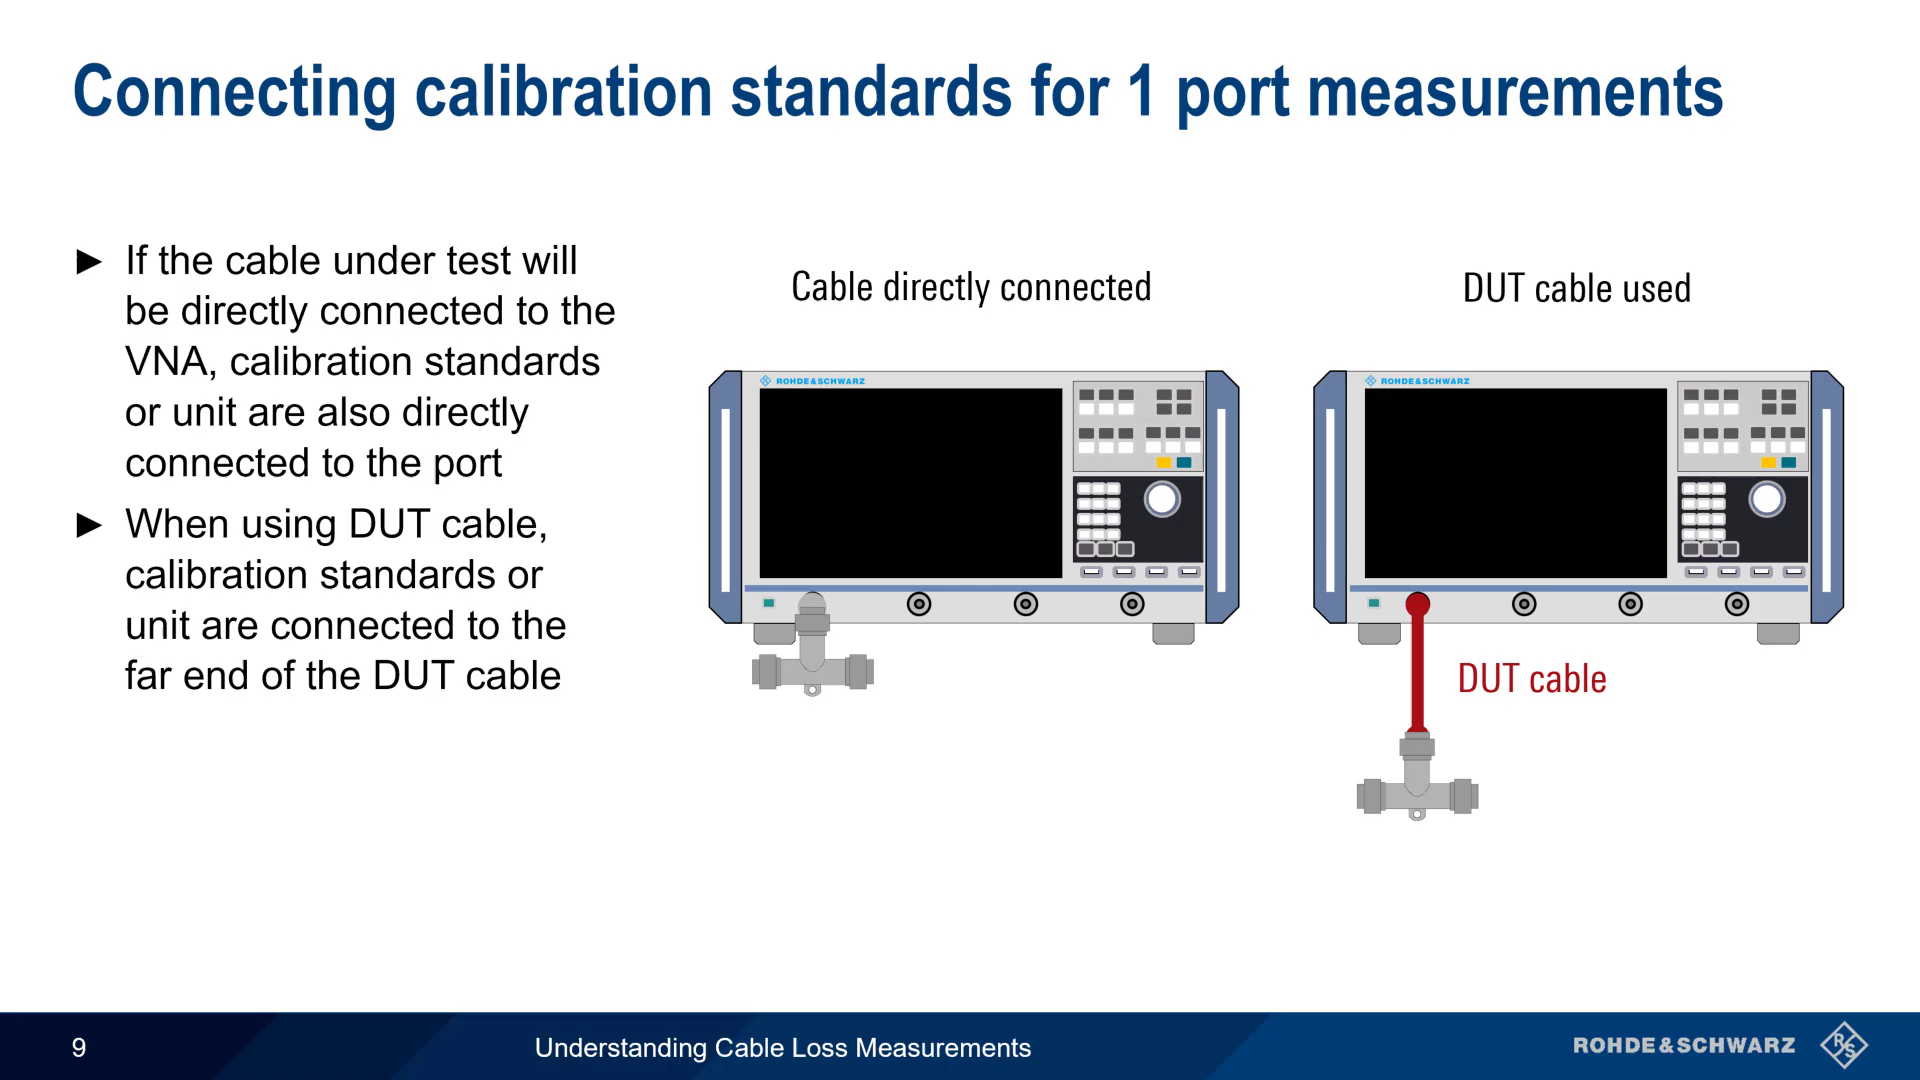 Connecting calibration standards for 1 port measurements
► If the cable under test will
be directly connected to the
VNA, calibration standards
or unit are also directly
connected to the port
► When using DUT cable,
calibration standards or
unit are connected to the
far end of the DUT cable
Cable directly connected
ROHDE&SCHWARZ
DUT cable used
ROHDE&SCHWARZ
DUT cable
9
Understanding Cable Loss Measurements
ROHDE&SCHWARZ
R&S